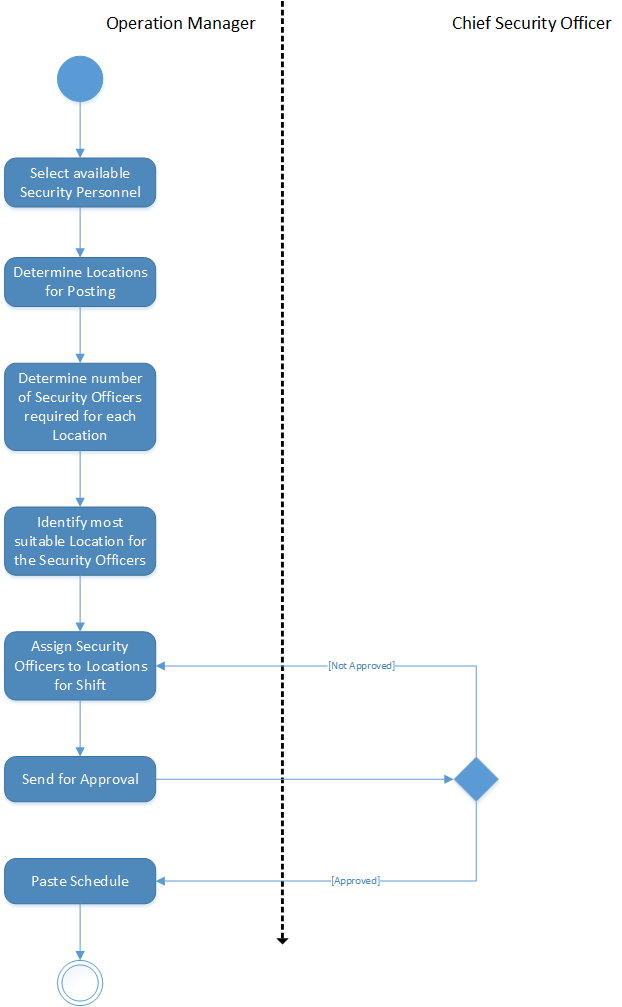 Operation Manager
Chief Security Officer
Select available
Security Personnel
Determine Locations
for Posting
Determine number
of Security Officers
required for each
Location
Identify most
suitable Location for
the Security Officers
Assign Security
Officers to Locations
for Shift
[Not Approved]
Send for Approval
Paste Schedule
[Approved]